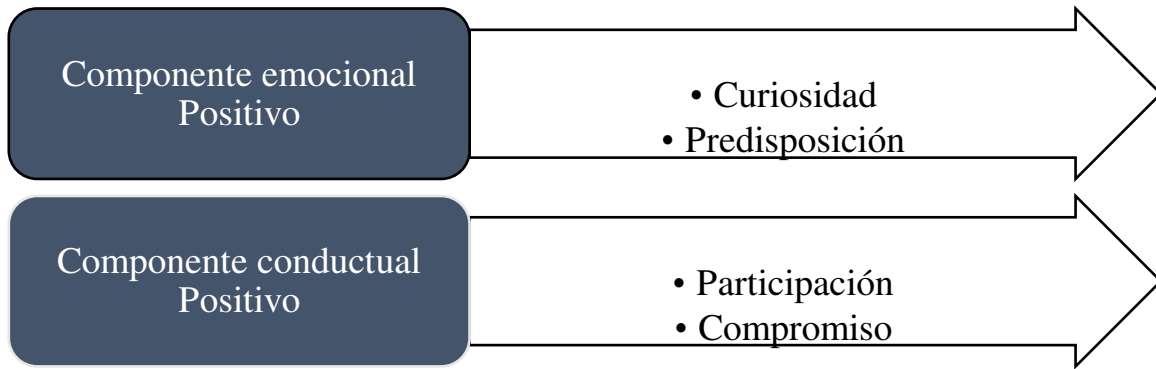 Componente emocional
Positivo
• Curiosidad
• Predisposición
Componente conductual
Positivo
• Participación
• Compromiso